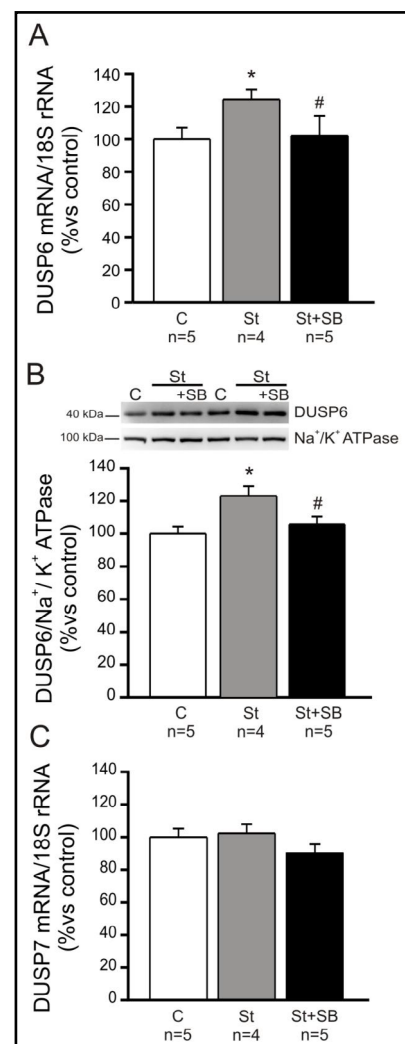 A
DUSP6 mRNA/18S rRNA
(%vs control)
140
120
100
80
60
40
20
0
*
#
C St St+SB
n=5 n=4 n=5
B
St St
C +SB C +SB
40 kDa DUSP6
100 kDa Na⁺/K⁺ ATPase
DUSP6/Na⁺/ K⁺ ATPase
(%vs control)
140
120
100
80
60
40
20
0
*
#
C St St+SB
n=5 n=4 n=5
C
DUSP7 mRNA/18S rRNA
(%vs control)
140
120
100
80
60
40
20
0
C St St+SB
n=5 n=4 n=5